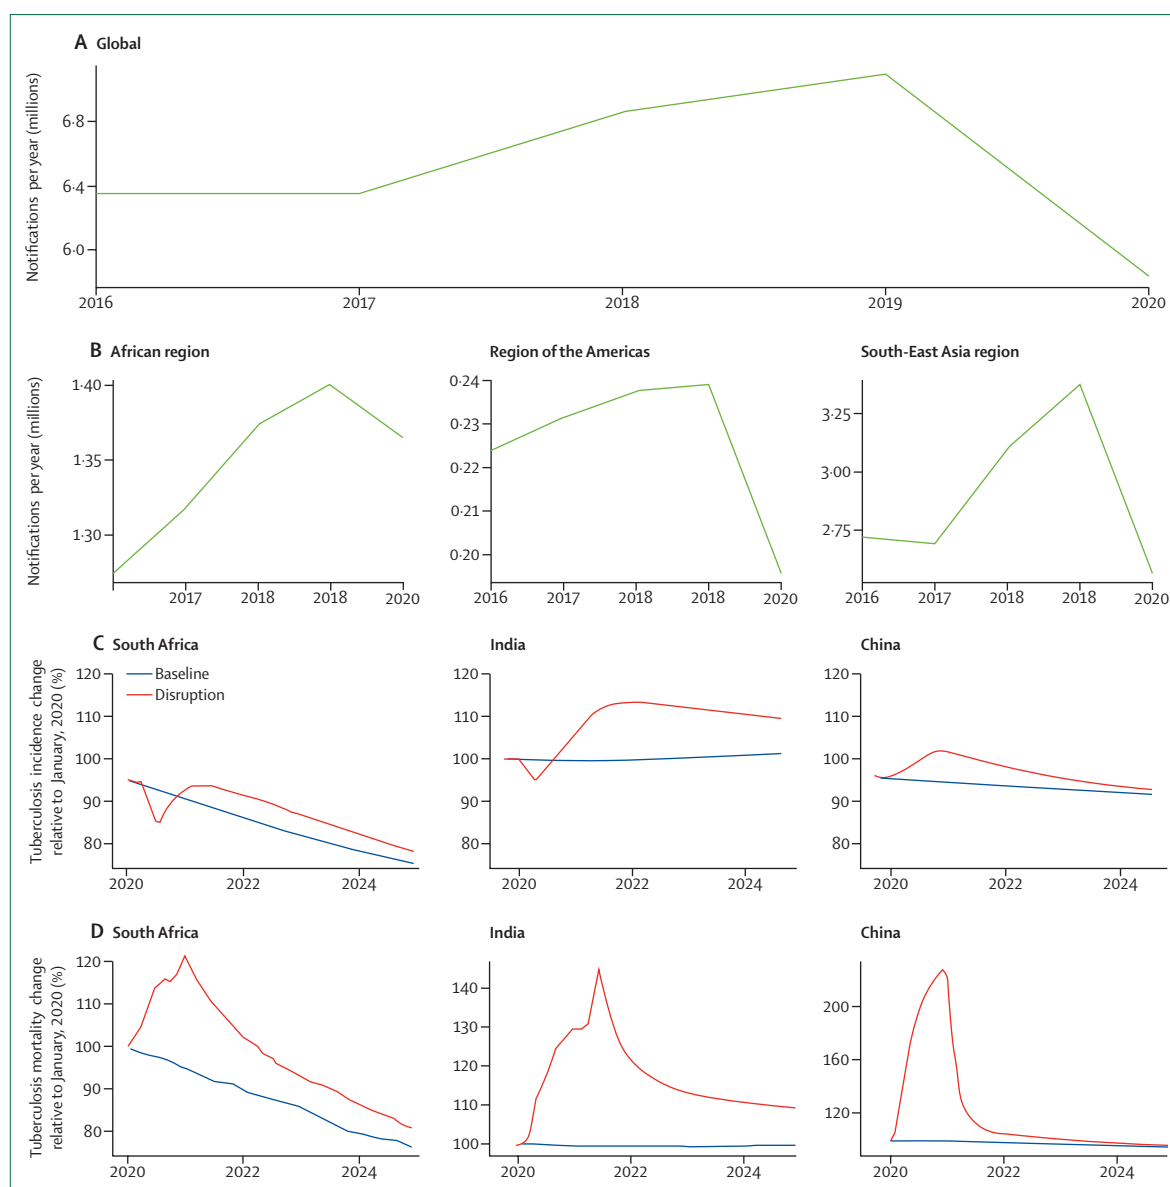 A Global
Notifications per year (millions)
6·8
6·4
6·0
2016 2017 2018 2019 2020
B African region
Region of the Americas
South-East Asia region
Notifications per year (millions)
1·40
1·35
1·30
2017 2018 2018 2020
0·24
0·23
0·22
0·21
0·20
2016 2017 2018 2018 2020
3·25
3·00
2·75
2016 2017 2018 2018 2020
C South Africa
India
China
Tuberculosis incidence change
relative to January, 2020 (%)
Baseline
Disruption
120
110
100
90
80
2020 2022 2024
120
110
100
90
80
2020 2022 2024
120
110
100
90
80
2020 2022 2024
D South Africa
India
China
Tuberculosis mortality change
relative to January, 2020 (%)
120
110
100
90
80
2020 2022 2024
140
130
120
110
100
2020 2022 2024
200
160
120
2020 2022 2024